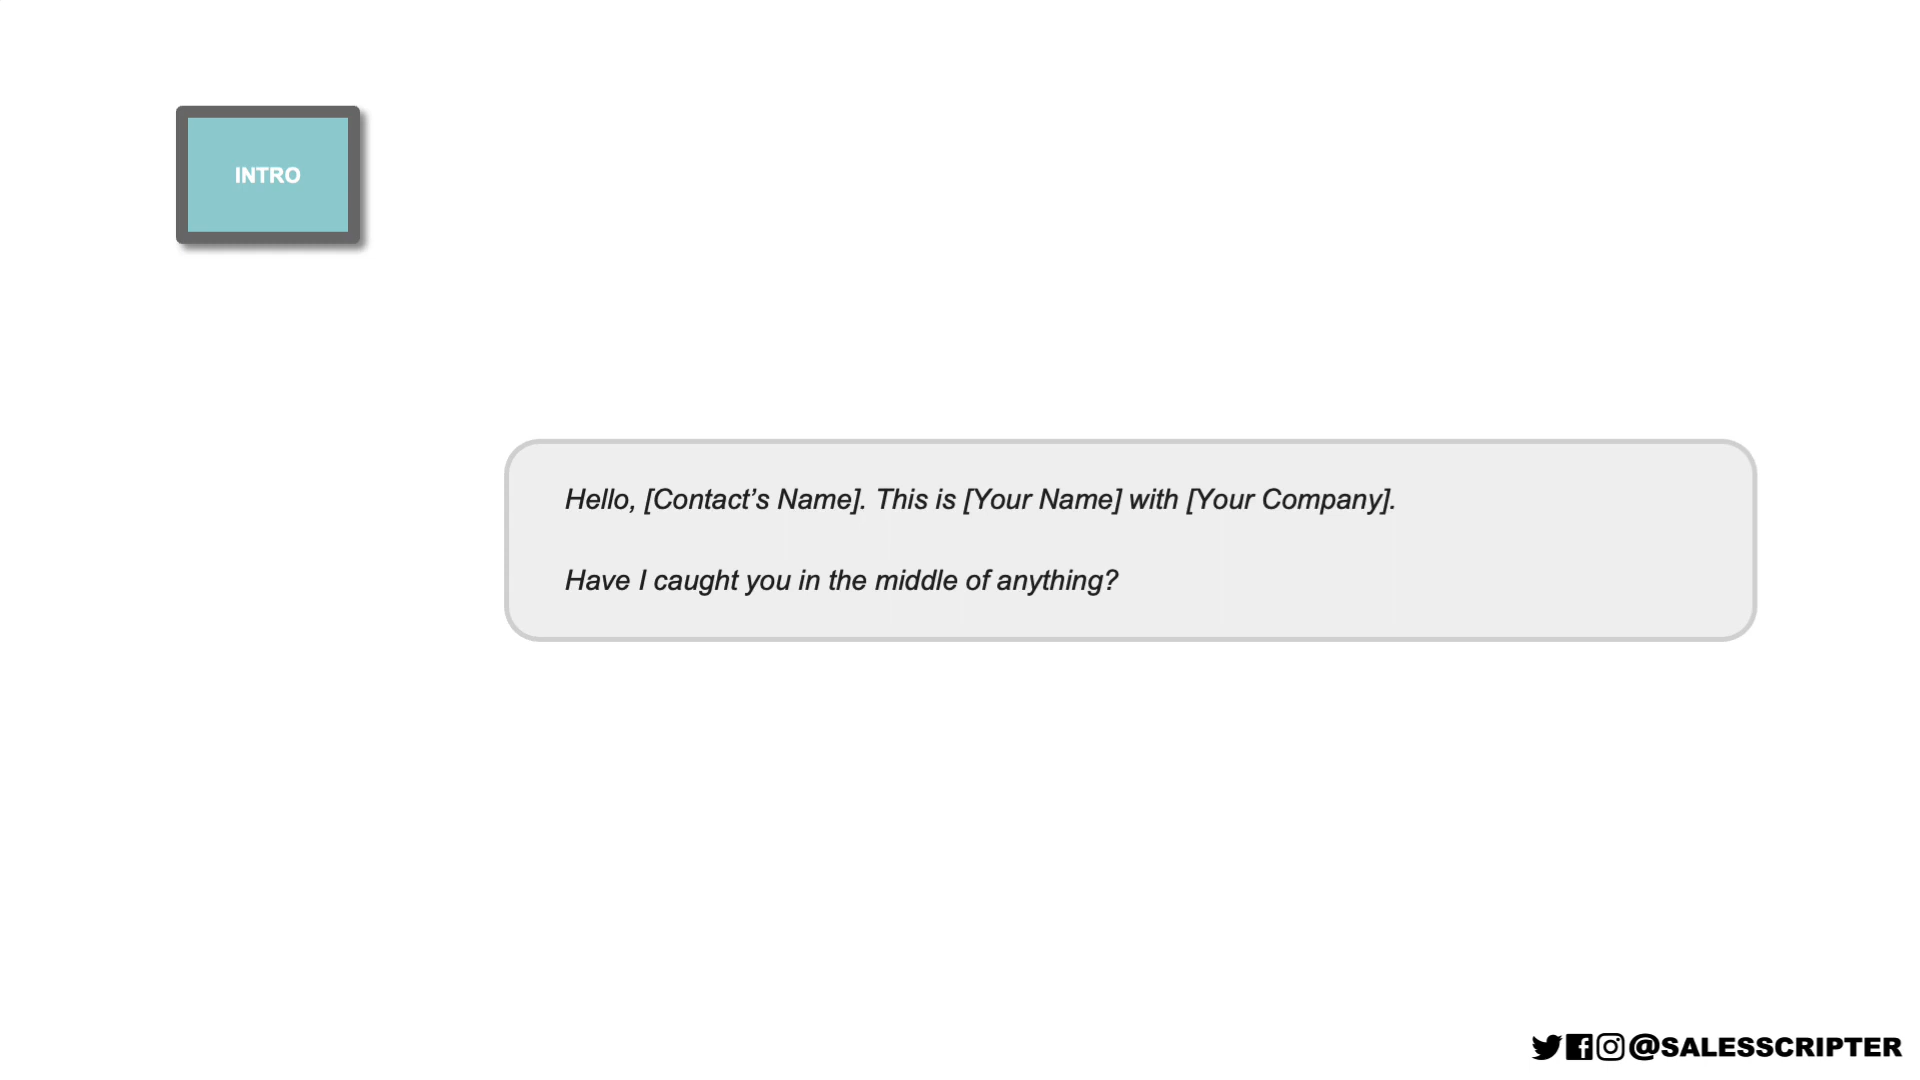 INTRO
Hello, [Contact’s Name]. This is [Your Name] with [Your Company].
Have I caught you in the middle of anything?
@SALESSCRIPTER